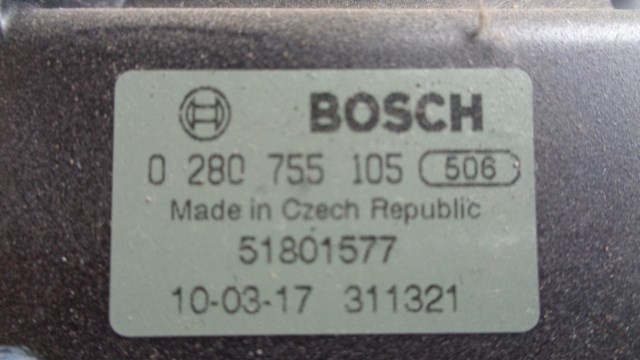 BOSCH
0 280 755 105 506
Made in Czech Republic
51801577
10-03-17 311321